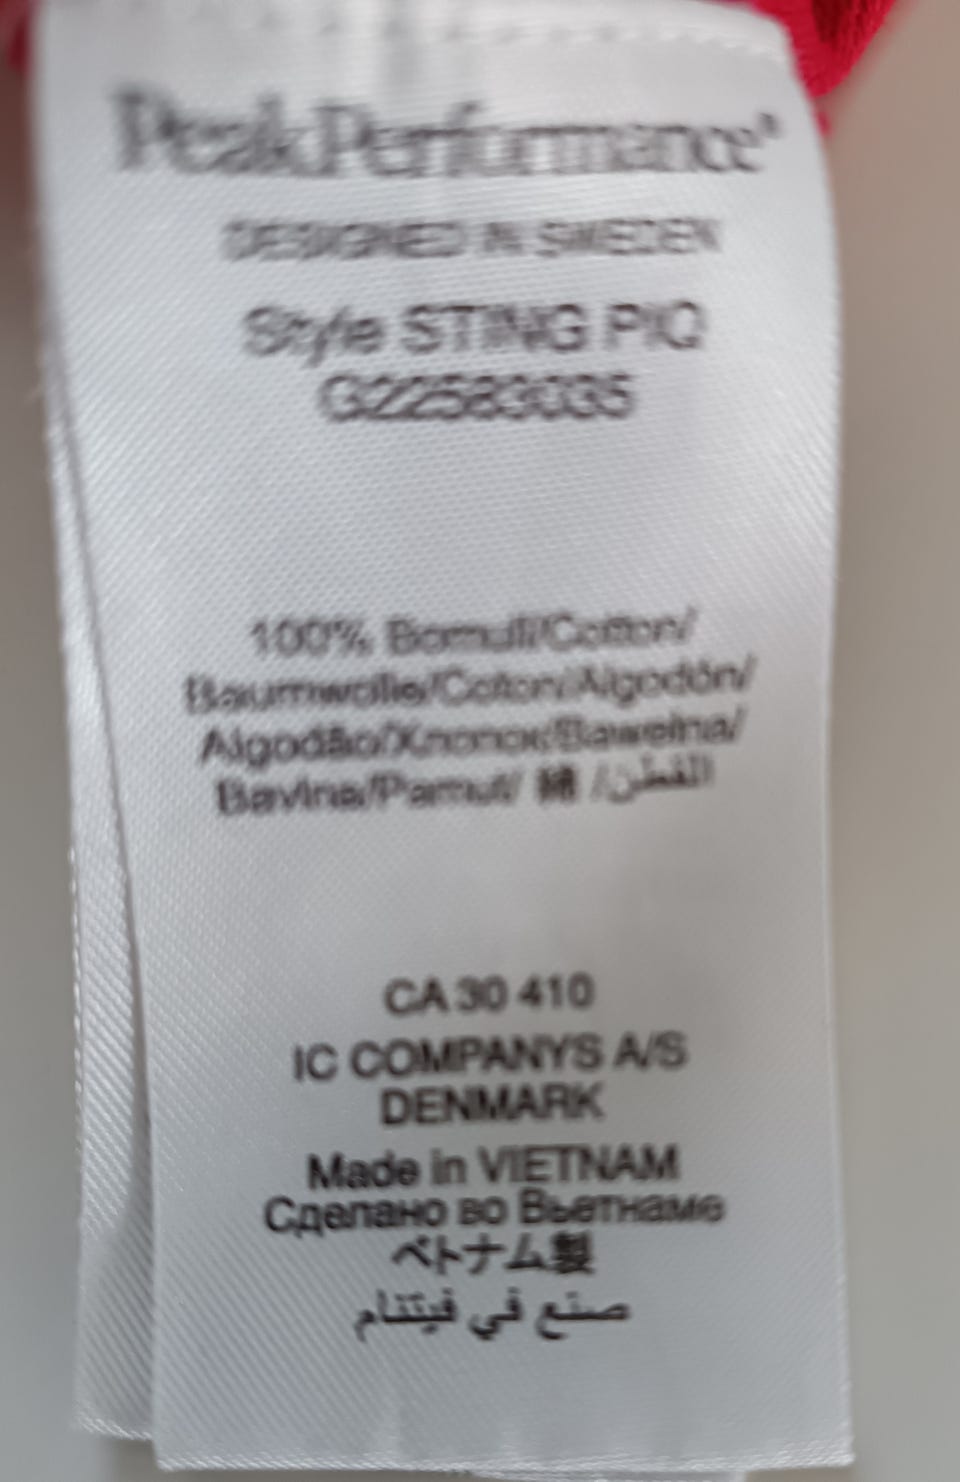 PeakPerformance®
DESIGNED IN SWEDEN
Style STING PIQ
G22583035
100% Bomull/Cotton/
Baumwolle/Coton/Algodón/
Algodão/Хлопок/Bawełna/
Bavlna/Pamut/ 綿 /القطن
CA 30 410
IC COMPANYS A/S
DENMARK
Made in VIETNAM
Сделано во Вьетнаме
ベトナム製
صنع في فيتنام